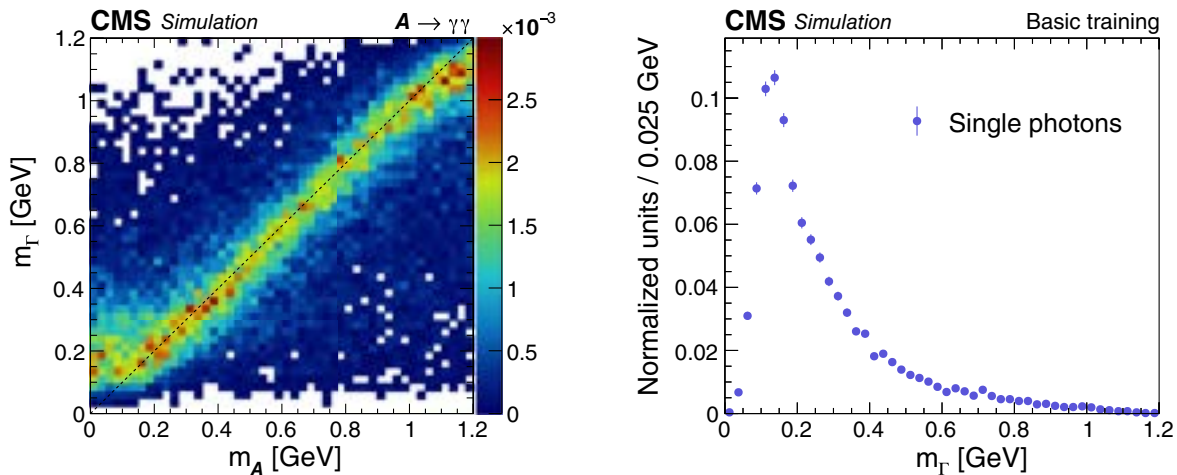 CMS Simulation A → γγ ×10⁻³
1.2
1
0.8
0.6
0.4
0.2
0
m_Γ [GeV]
0 0.2 0.4 0.6 0.8 1 1.2
m_A [GeV]
2.5
2
1.5
1
0.5
0
CMS Simulation Basic training
Normalized units / 0.025 GeV
0.1
0.08
0.06
0.04
0.02
0
Single photons
0 0.2 0.4 0.6 0.8 1 1.2
m_Γ [GeV]